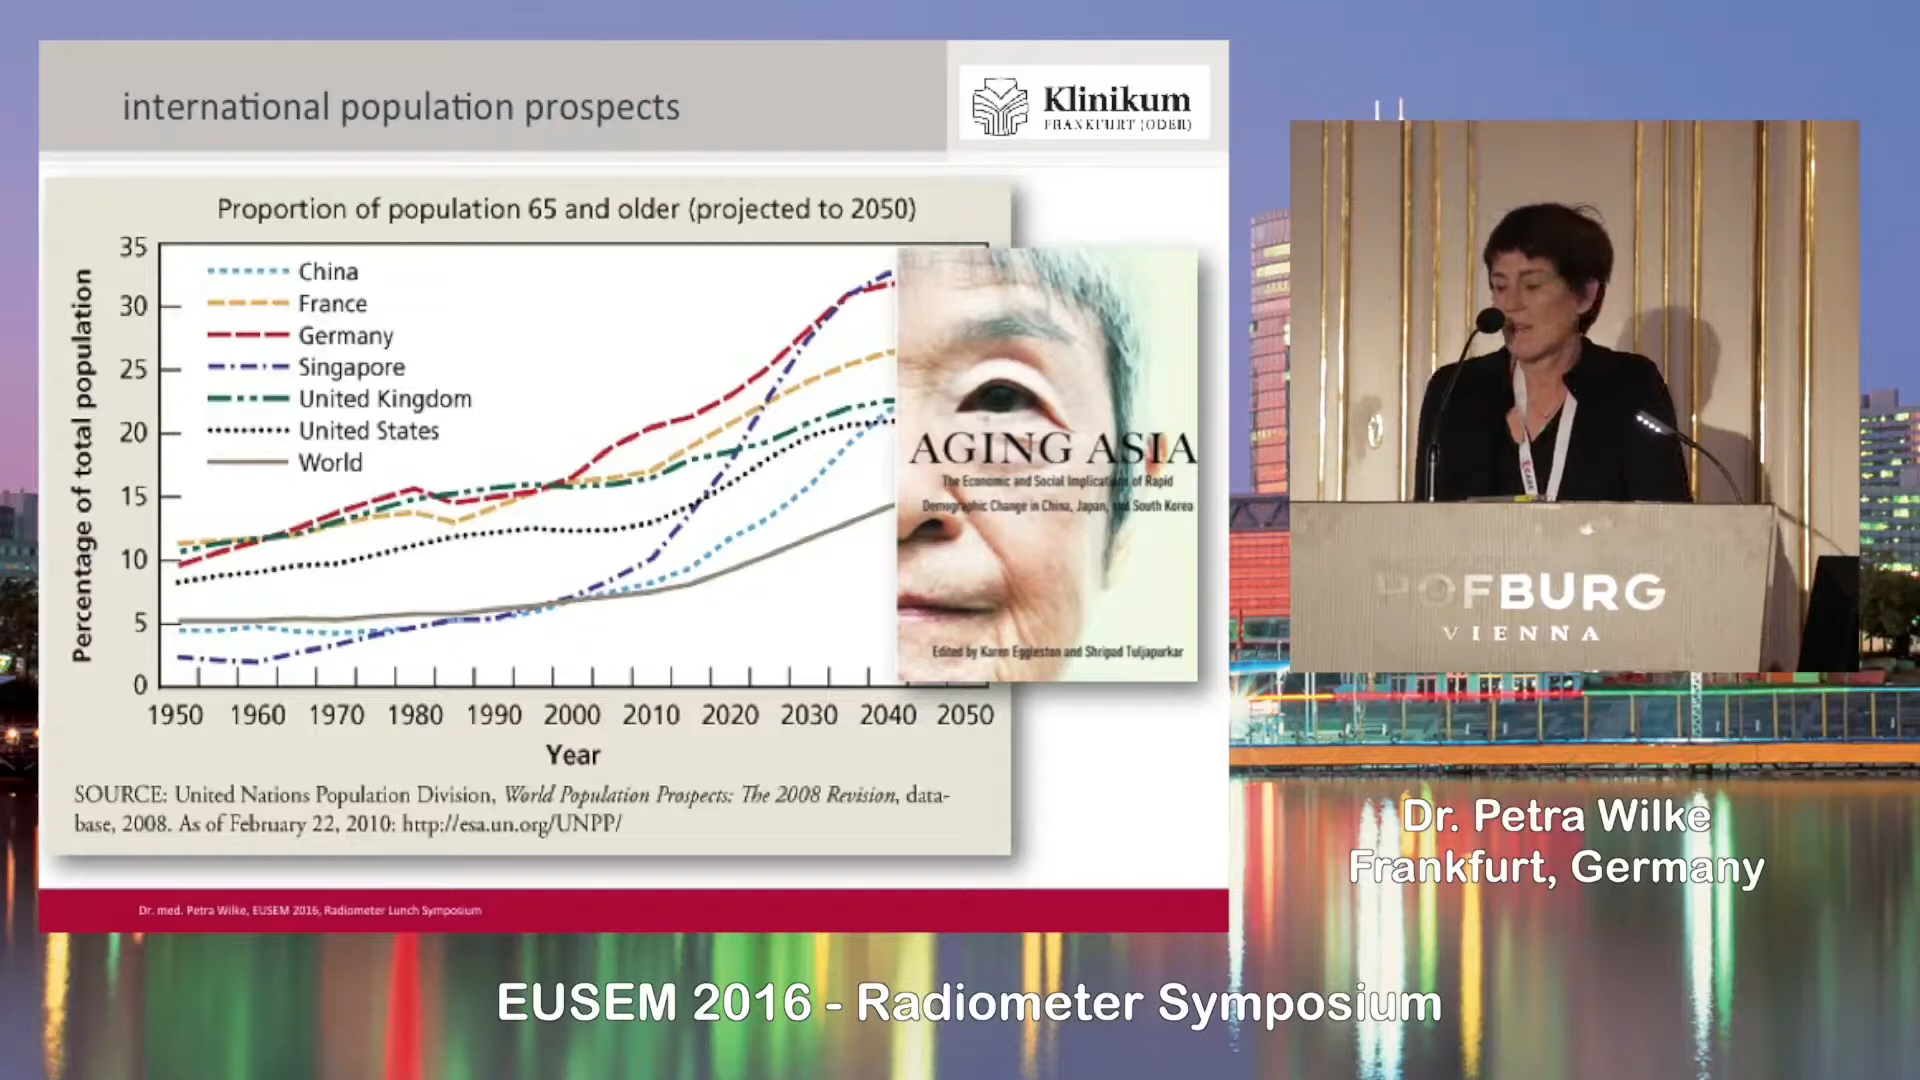 international population prospects
Klinikum
FRANKFURT (ODER)
Proportion of population 65 and older (projected to 2050)
Percentage of total population
35
30
25
20
15
10
5
0
China
France
Germany
Singapore
United Kingdom
United States
World
1950 1960 1970 1980 1990 2000 2010 2020 2030 2040 2050
Year
SOURCE: United Nations Population Division, World Population Prospects: The 2008 Revision, data-
base, 2008. As of February 22, 2010: http://esa.un.org/UNPP/
AGING ASIA
The Economic and Social Implications of Rapid
Demographic Change in China, Japan, and South Korea
Edited by Karen Eggleston and Shripad Tuljapurkar
Dr. med. Petra Wilke, EUSEM 2016, Radiometer Lunch Symposium
HOFBURG
VIENNA
Dr. Petra Wilke
Frankfurt, Germany
EUSEM 2016 - Radiometer Symposium